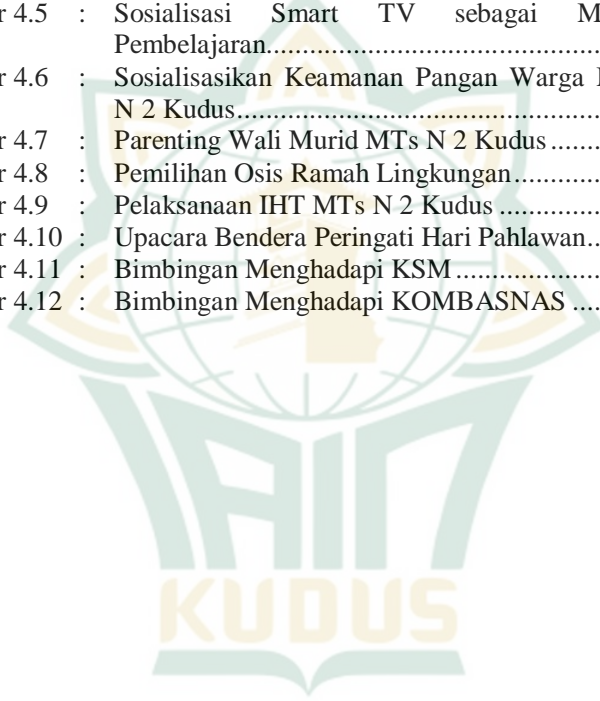 r 4.5 : Sosialisasi Smart TV sebagai M
Pembelajaran..........................................................
r 4.6 : Sosialisasikan Keamanan Pangan Warga
N 2 Kudus..............................................................
r 4.7 : Parenting Wali Murid MTs N 2 Kudus ............
r 4.8 : Pemilihan Osis Ramah Lingkungan..................
r 4.9 : Pelaksanaan IHT MTs N 2 Kudus ....................
r 4.10 : Upacara Bendera Peringati Hari Pahlawan..
r 4.11 : Bimbingan Menghadapi KSM ........................
r 4.12 : Bimbingan Menghadapi KOMBASNAS ....
IAIN
KUDUS